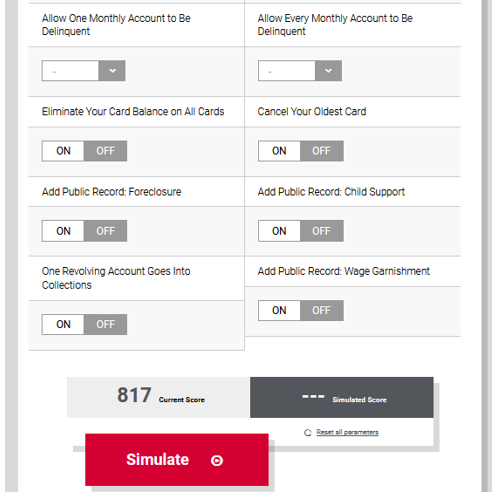 Allow One Monthly Account to Be
Delinquent
Allow Every Monthly Account to Be
Delinquent
-
-
Eliminate Your Card Balance on All Cards
Cancel Your Oldest Card
ON OFF
ON OFF
Add Public Record: Foreclosure
Add Public Record: Child Support
ON OFF
ON OFF
One Revolving Account Goes Into
Collections
Add Public Record: Wage Garnishment
ON OFF
ON OFF
817 Current Score
--- Simulated Score
Reset all parameters
Simulate